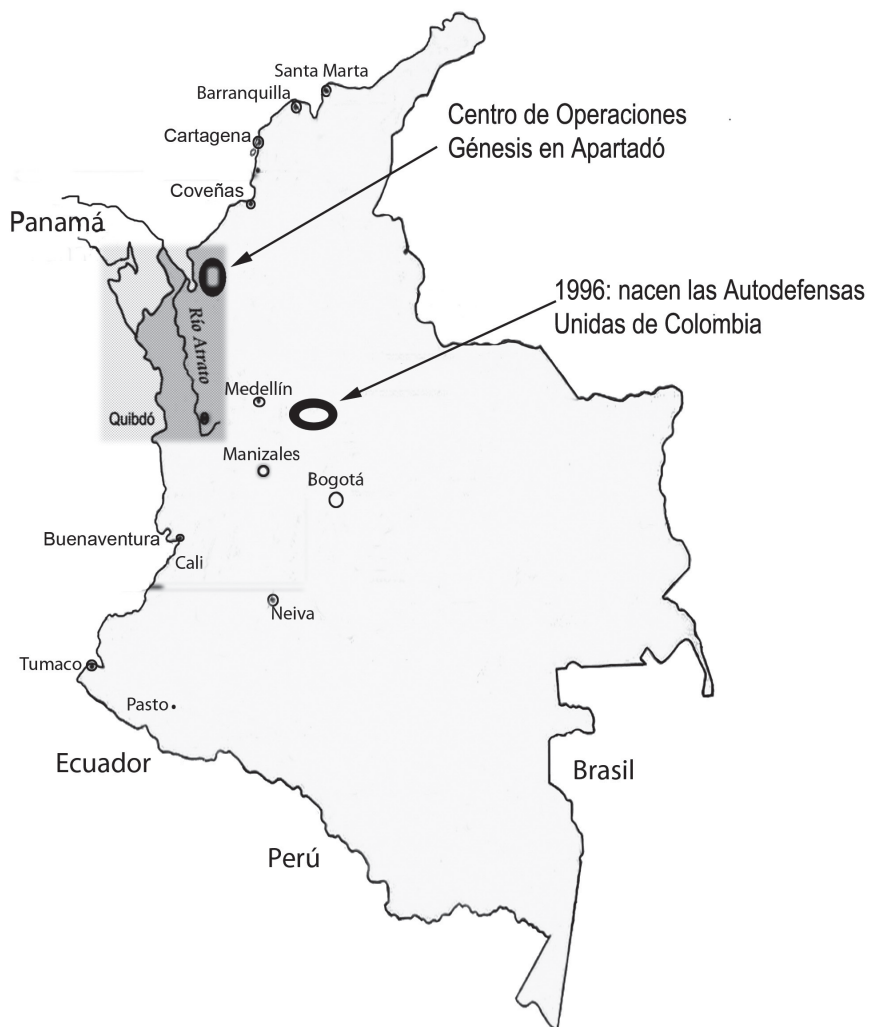 Santa Marta
Barranquilla
Centro de Operaciones
Génesis en Apartadó
Cartagena
Coveñas
Panamá
1996: nacen las Autodefensas
Unidas de Colombia
Río Atrato
Medellín
Quibdó
Manizales
Bogotá
Buenaventura
Cali
Neiva
Tumaco
Pasto
Ecuador
Brasil
Perú